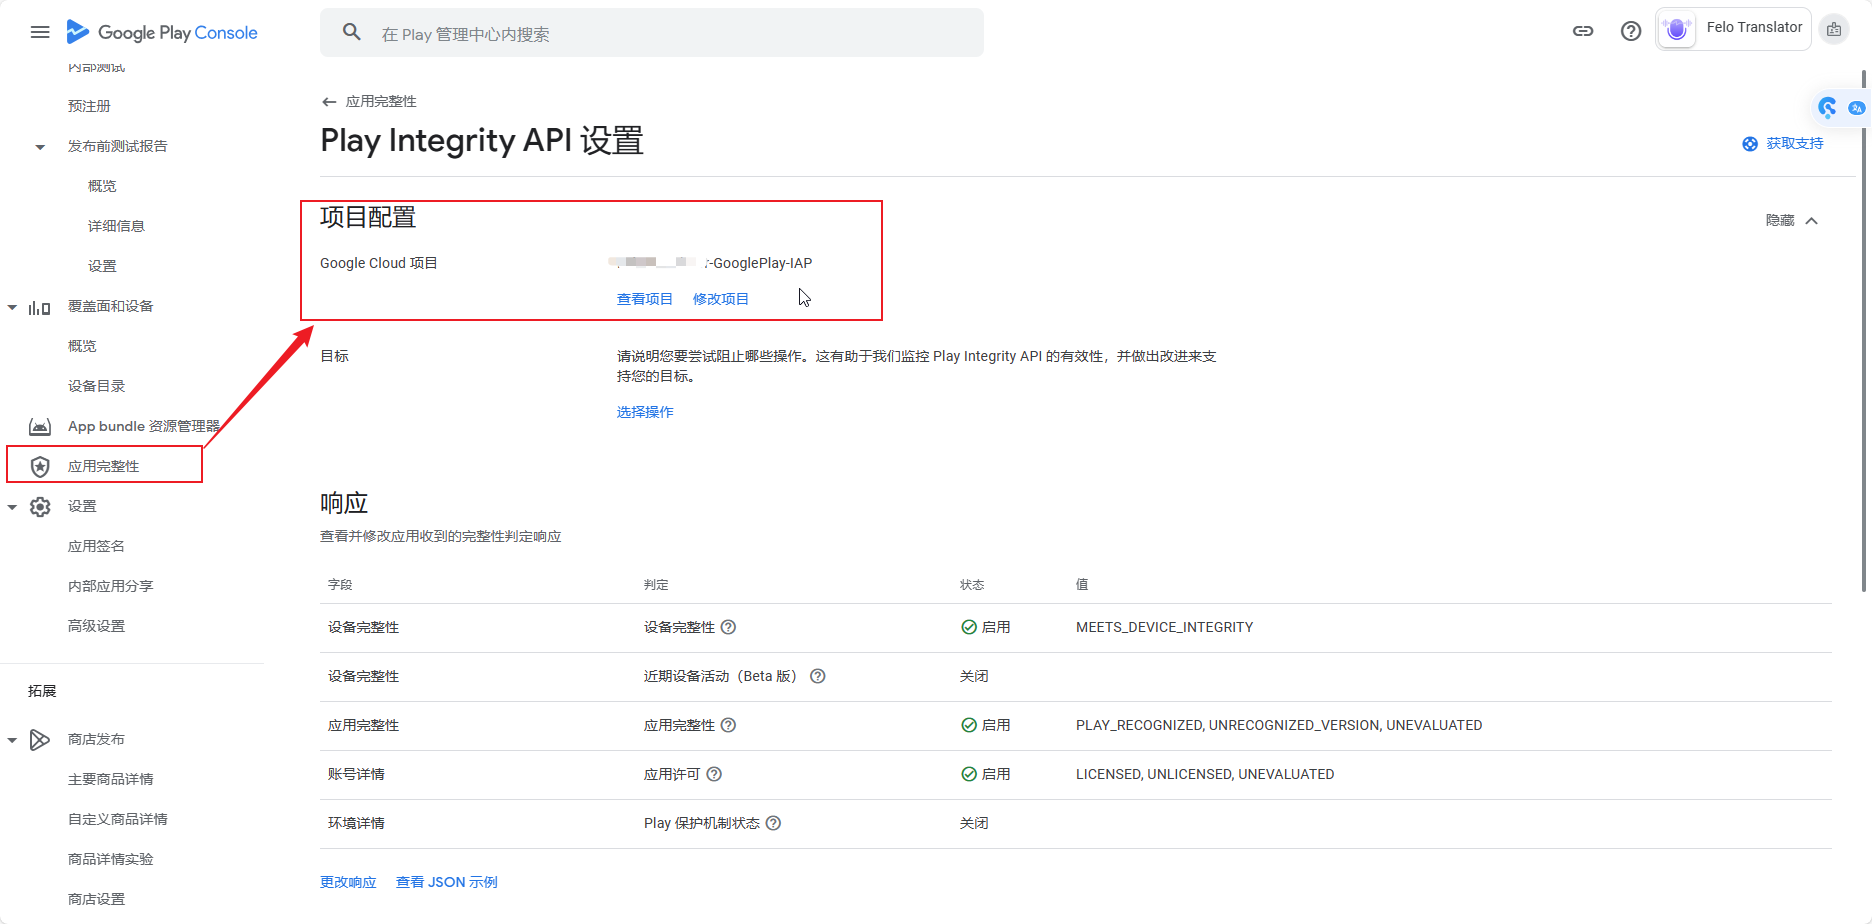 Google Play Console
在 Play 管理中心内搜索
Felo Translator
内部测试
预注册
发布前测试报告
概览
详细信息
设置
覆盖面和设备
概览
设备目录
App bundle 资源管理器
应用完整性
设置
应用签名
内部应用分享
高级设置
拓展
商店发布
主要商品详情
自定义商品详情
商品详情实验
商店设置
应用完整性
Play Integrity API 设置
获取支持
项目配置
隐藏
Google Cloud 项目
-GooglePlay-IAP
查看项目 修改项目
目标
请说明您要尝试阻止哪些操作。这有助于我们监控 Play Integrity API 的有效性，并做出改进来支
持您的目标。
选择操作
响应
查看并修改应用收到的完整性判定响应
字段 判定 状态 值
设备完整性 设备完整性 启用 MEETS_DEVICE_INTEGRITY
设备完整性 近期设备活动（Beta 版） 关闭
应用完整性 应用完整性 启用 PLAY_RECOGNIZED, UNRECOGNIZED_VERSION, UNEVALUATED
账号详情 应用许可 启用 LICENSED, UNLICENSED, UNEVALUATED
环境详情 Play 保护机制状态 关闭
更改响应 查看 JSON 示例